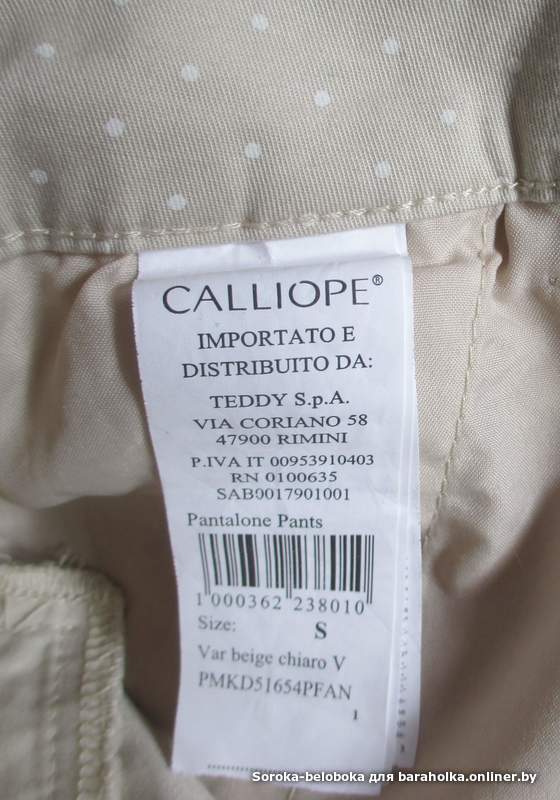 CALLIOPE®
IMPORTATO E
DISTRIBUITO DA:
TEDDY S.p.A.
VIA CORIANO 58
47900 RIMINI
P.IVA IT 00953910403
RN 0100635
SAB0017901001
Pantalone Pants
1 000362 238010
Size: S
Var beige chiaro V
PMKD51654PFAN
1
Soroka-beloboka для baraholka.onliner.by